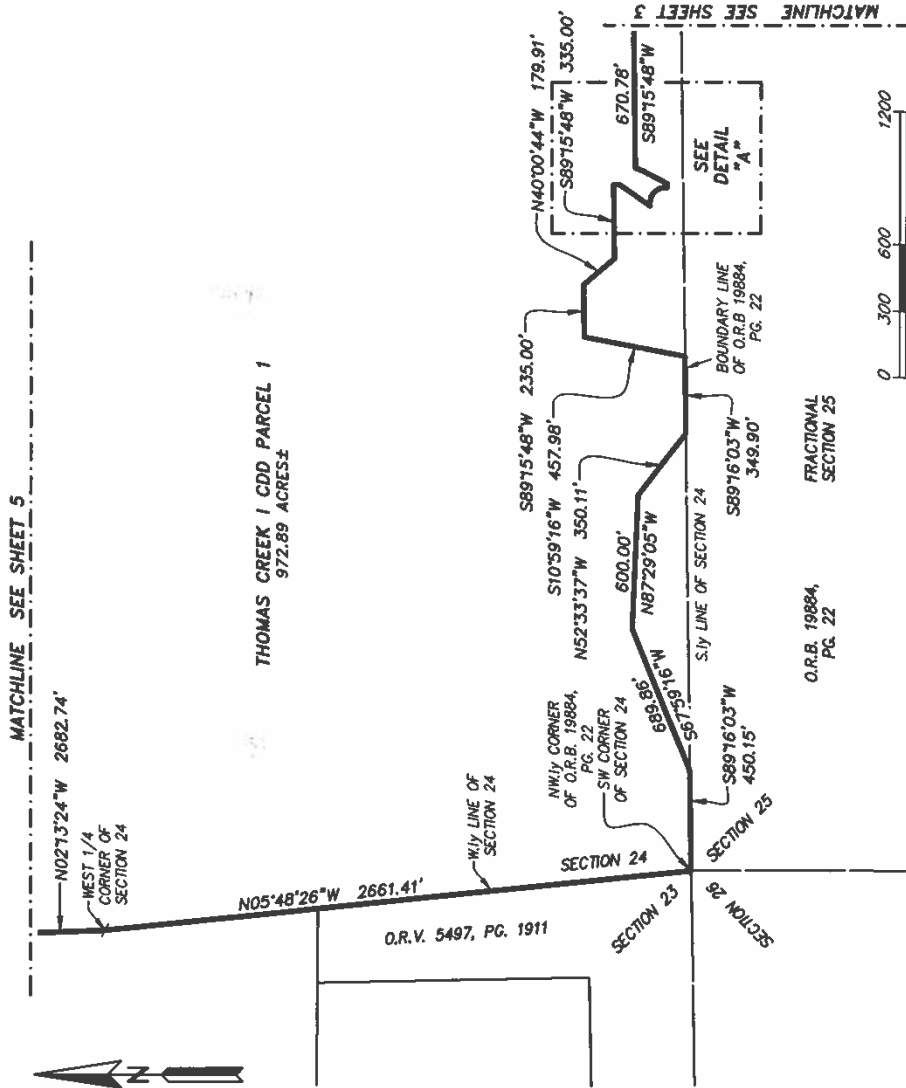 MATCHLINE SEE SHEET 5
N02°13'24"W 2682.74'
WEST 1/4
CORNER OF
SECTION 24
N
THOMAS CREEK I CDD PARCEL 1
972.89 ACRES±
N05°48'26"W 2661.41'
W.ly LINE OF
SECTION 24
SECTION 24
O.R.V. 5497, PG. 1911
SECTION 23
SECTION 26
SECTION 25
NW.ly CORNER
OF O.R.B. 19884,
PG. 22
SW CORNER
OF SECTION 24
S89°16'03"W
450.15'
689.86'
S67°59'16"W
600.00'
N87°29'05"W
S.ly LINE OF SECTION 24
N52°33'37"W 350.11'
S10°59'16"W 457.98'
S89°15'48"W 235.00'
S89°16'03"W
349.90'
BOUNDARY LINE
OF O.R.B 19884,
PG. 22
N40°00'44"W 179.91'
S89°15'48"W 335.00'
670.78'
S89°15'48"W
SEE
DETAIL
"A"
MATCHLINE SEE SHEET 3
O.R.B. 19884,
PG. 22
FRACTIONAL
SECTION 25
0 300 600 1200